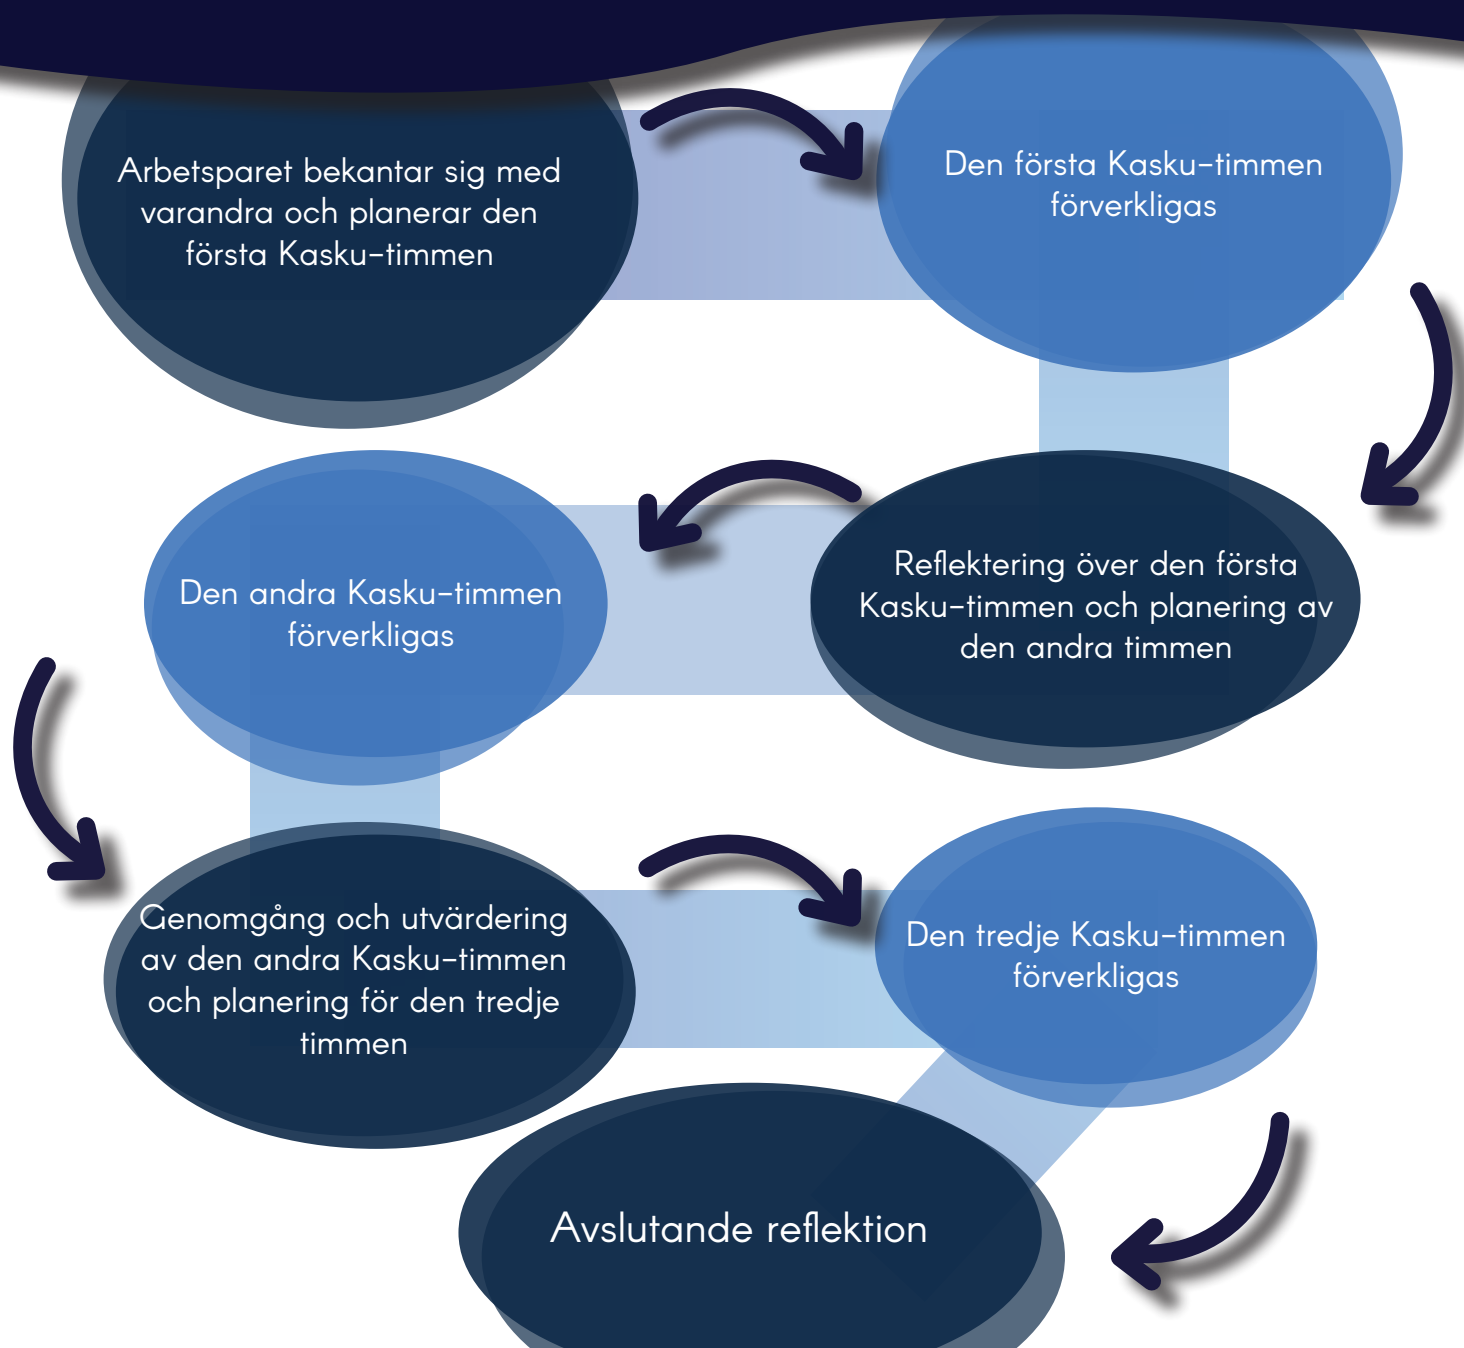 Arbetsparet bekantar sig med
varandra och planerar den
första Kasku-timmen
Den första Kasku-timmen
förverkligas
Reflektering över den första
Kasku-timmen och planering av
den andra timmen
Den andra Kasku-timmen
förverkligas
Genomgång och utvärdering
av den andra Kasku-timmen
och planering för den tredje
timmen
Den tredje Kasku-timmen
förverkligas
Avslutande reflektion